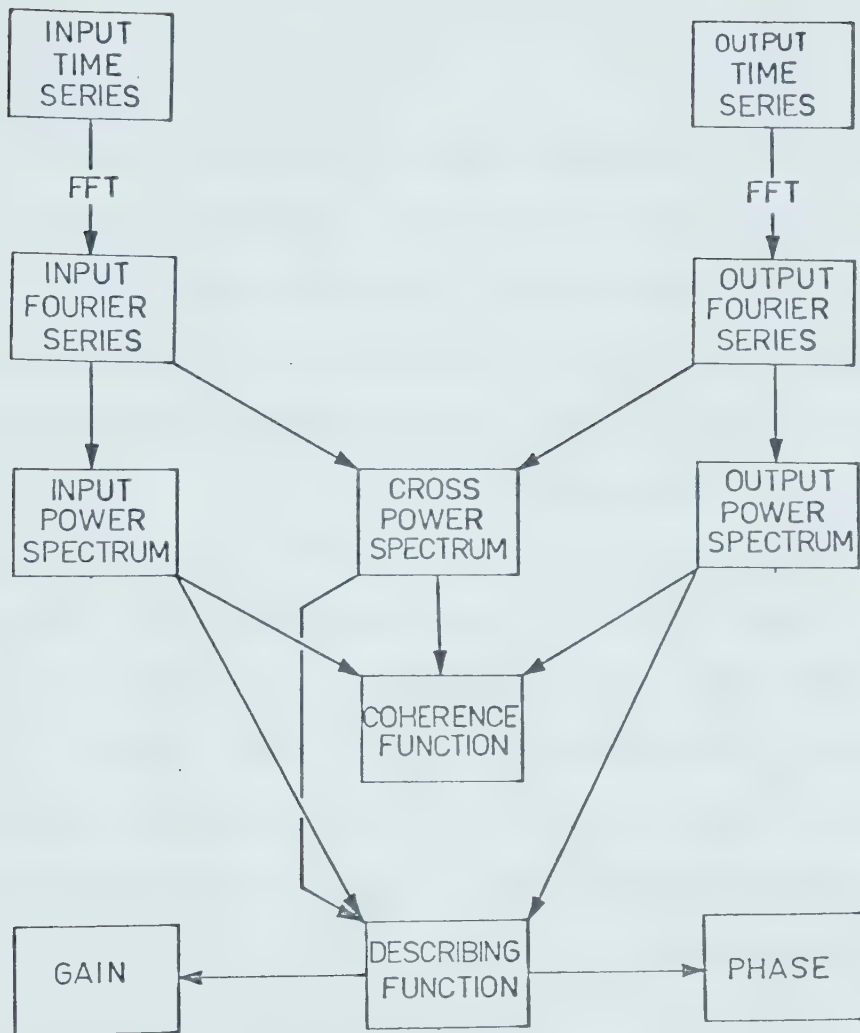 INPUT
TIME
SERIES
OUTPUT
TIME
SERIES
FFT
FFT
INPUT
FOURIER
SERIES
OUTPUT
FOURIER
SERIES
INPUT
POWER
SPECTRUM
CROSS
POWER
SPECTRUM
OUTPUT
POWER
SPECTRUM
COHERENCE
FUNCTION
GAIN
DESCRIBING
FUNCTION
PHASE